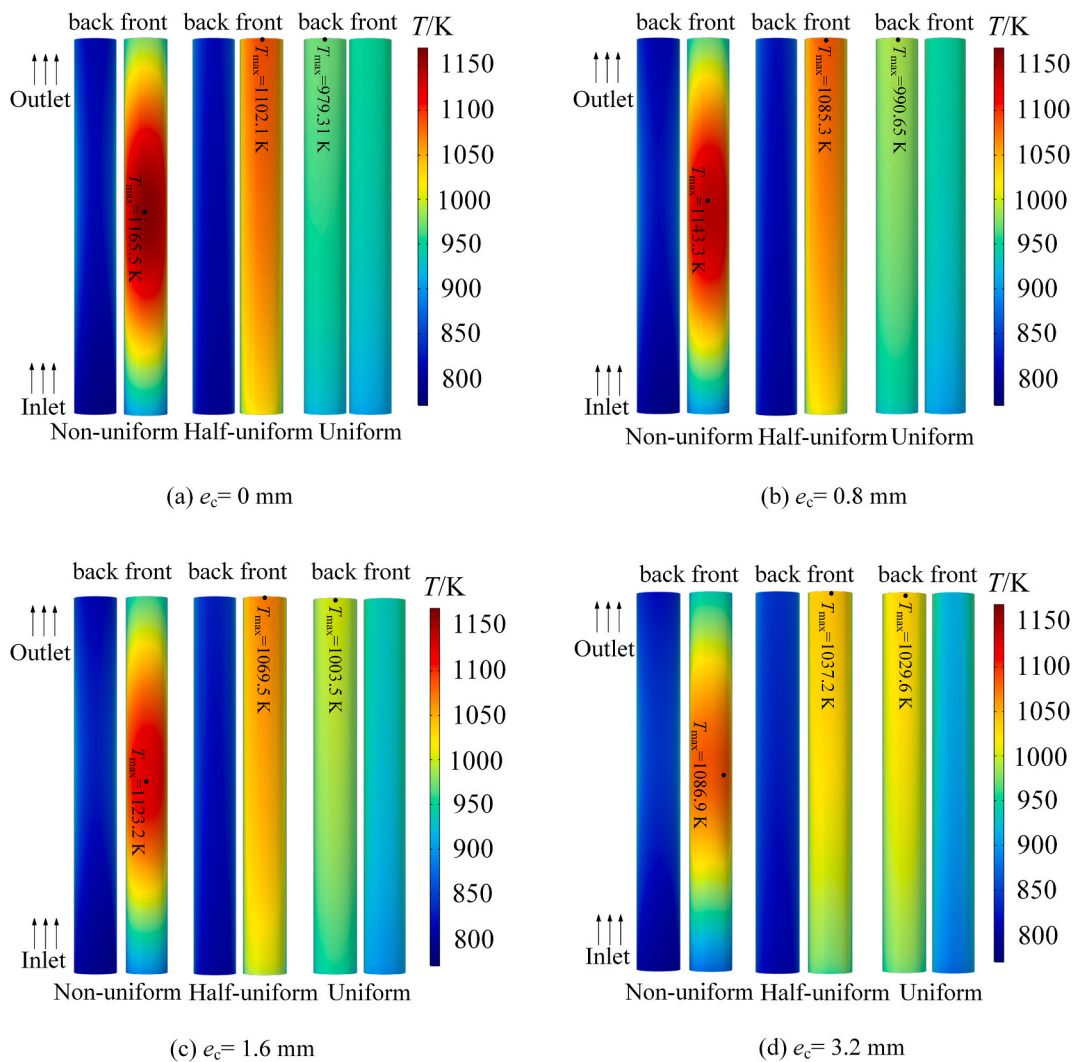 back front back front back front T/K
Outlet
Inlet
T_max=1165.5 K
T_max=1102.1 K
T_max=979.31 K
1150
1100
1050
1000
950
900
850
800
Non-uniform Half-uniform Uniform
(a) e_c= 0 mm
back front back front back front T/K
Outlet
Inlet
T_max=1143.3 K
T_max=1085.3 K
T_max=990.65 K
1150
1100
1050
1000
950
900
850
800
Non-uniform Half-uniform Uniform
(b) e_c= 0.8 mm
back front back front back front T/K
Outlet
Inlet
T_max=1123.2 K
T_max=1069.5 K
T_max=1003.5 K
1150
1100
1050
1000
950
900
850
800
Non-uniform Half-uniform Uniform
(c) e_c= 1.6 mm
back front back front back front T/K
Outlet
Inlet
T_max=1086.9 K
T_max=1037.2 K
T_max=1029.6 K
1150
1100
1050
1000
950
900
850
800
Non-uniform Half-uniform Uniform
(d) e_c= 3.2 mm